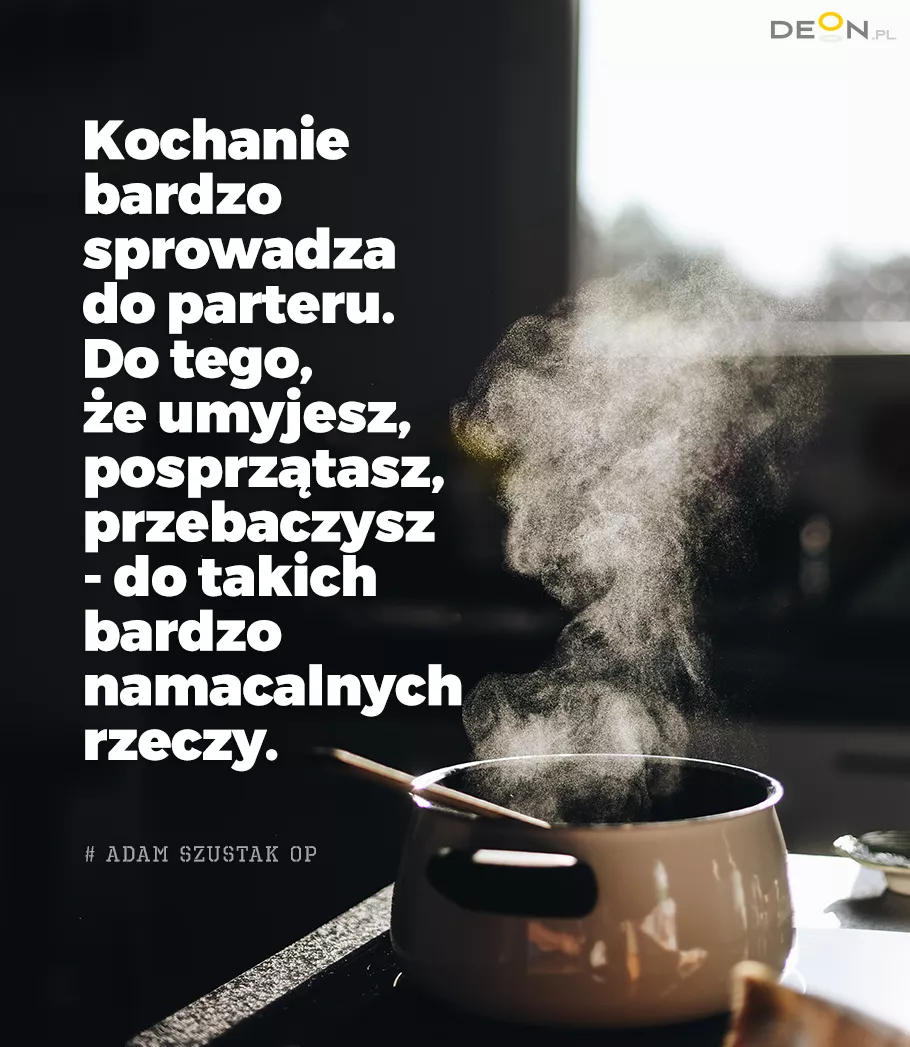 DEON.PL
Kochanie
bardzo
sprowadza
do parteru.
Do tego,
że umyjesz,
posprzątasz,
przebaczysz
- do takich
bardzo
namacalnych
rzeczy.
# ADAM SZUSTAK OP